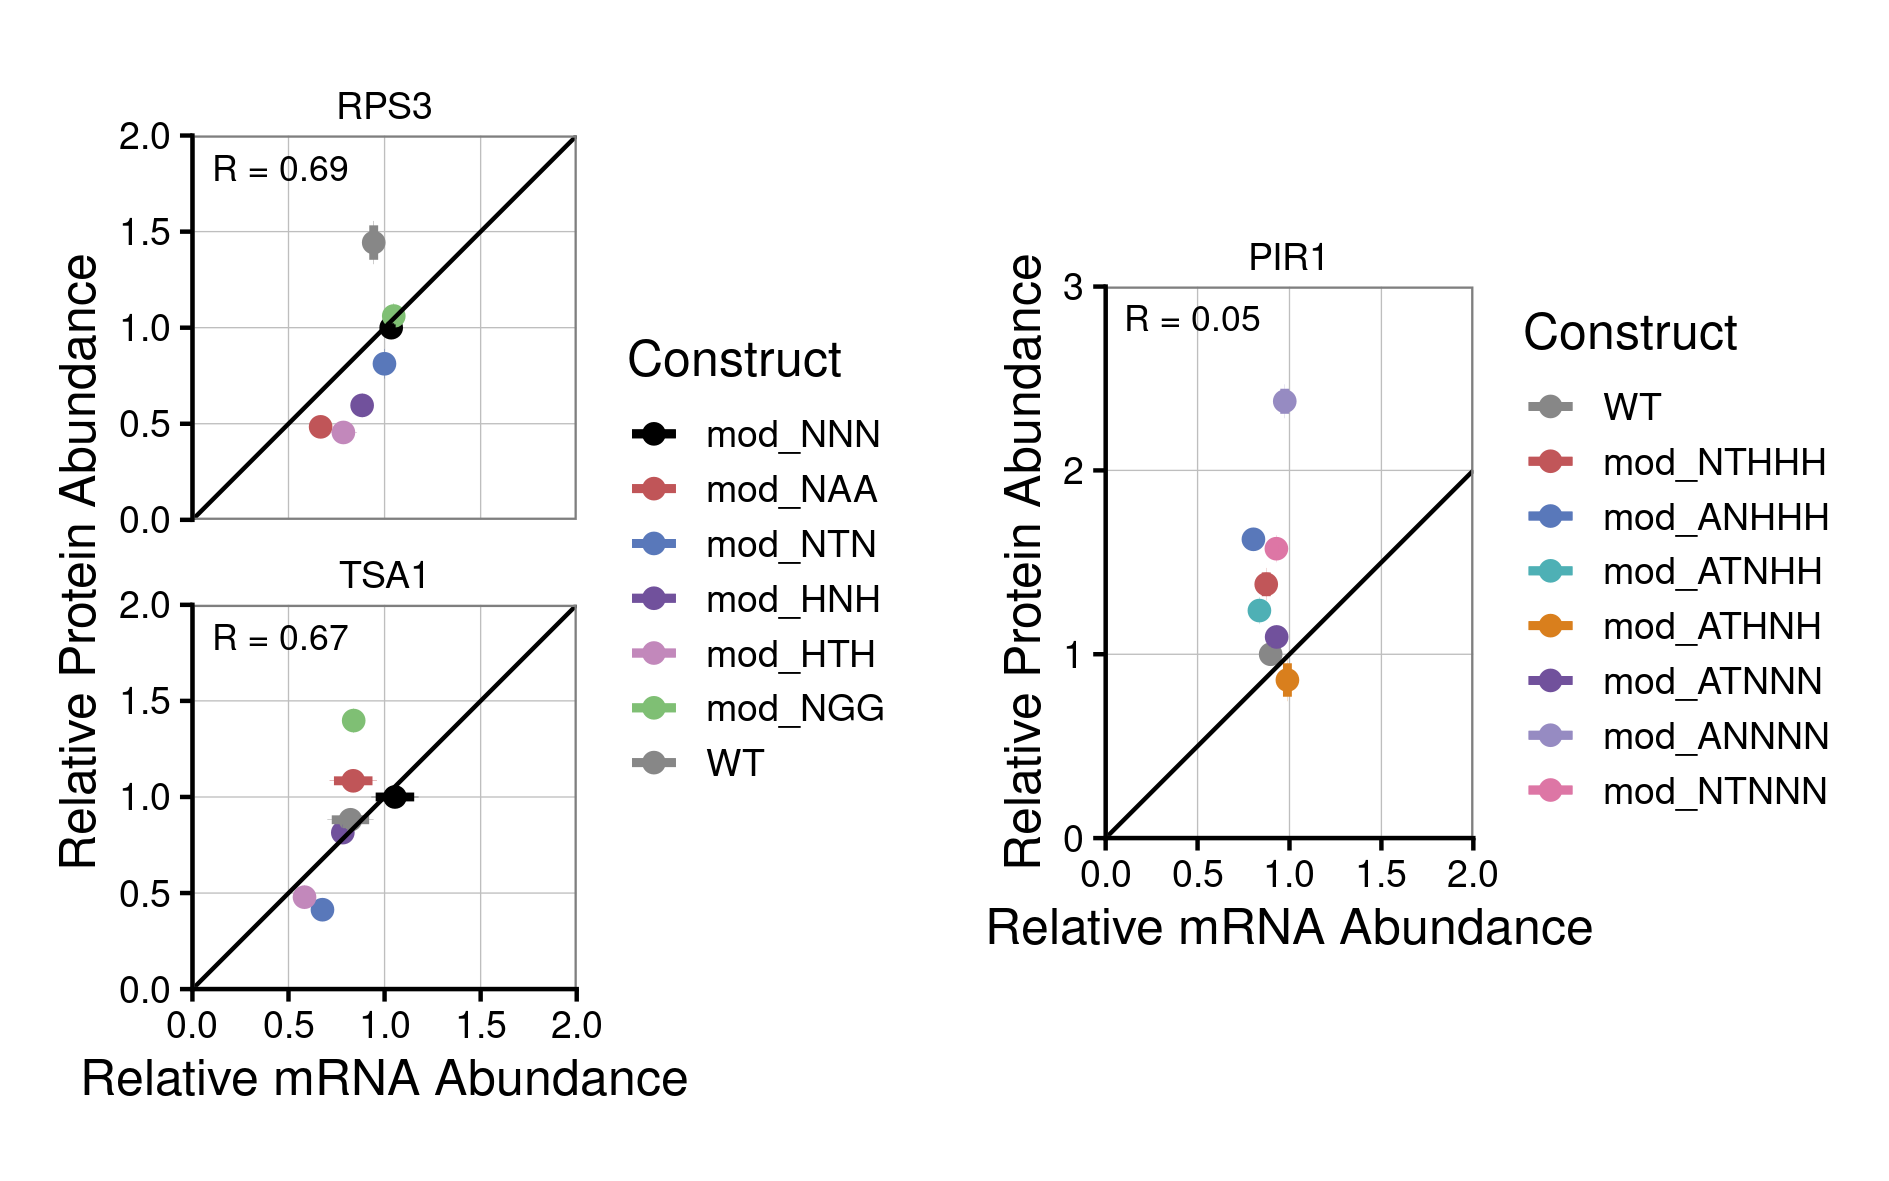 RPS3
R = 0.69
2.0
1.5
1.0
0.5
0.0
TSA1
R = 0.67
2.0
1.5
1.0
0.5
0.0
0.0 0.5 1.0 1.5 2.0
Relative mRNA Abundance
Relative Protein Abundance
Construct
mod_NNN
mod_NAA
mod_NTN
mod_HNH
mod_HTH
mod_NGG
WT
PIR1
R = 0.05
3
2
1
0
0.0 0.5 1.0 1.5 2.0
Relative mRNA Abundance
Relative Protein Abundance
Construct
WT
mod_NTHHH
mod_ANHHH
mod_ATNHH
mod_ATHNH
mod_ATNNN
mod_ANNNN
mod_NTNNN